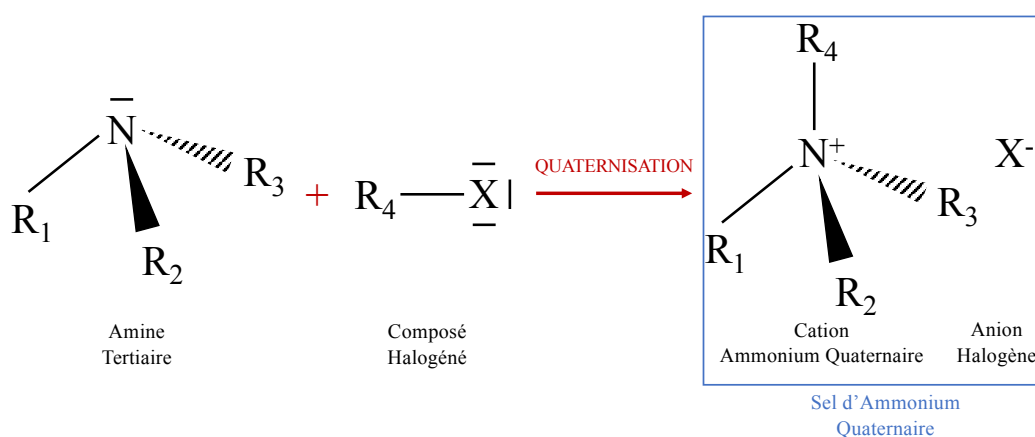 N
R₁
R₂
R₃
+
R₄
X
QUATERNISATION
R₄
N⁺
R₁
R₂
R₃
X⁻
Amine
Tertiaire
Composé
Halogéné
Cation
Ammonium Quaternaire
Anion
Halogène
Sel d’Ammonium
Quaternaire